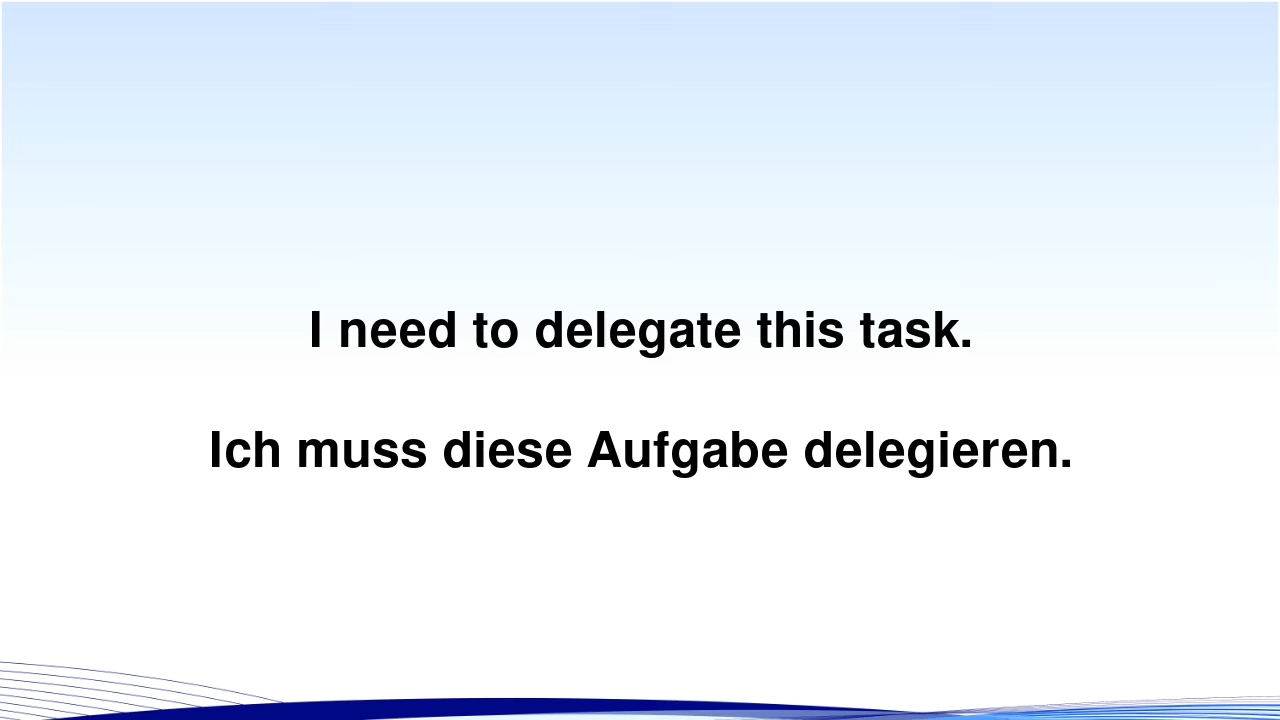 I need to delegate this task.
Ich muss diese Aufgabe delegieren.